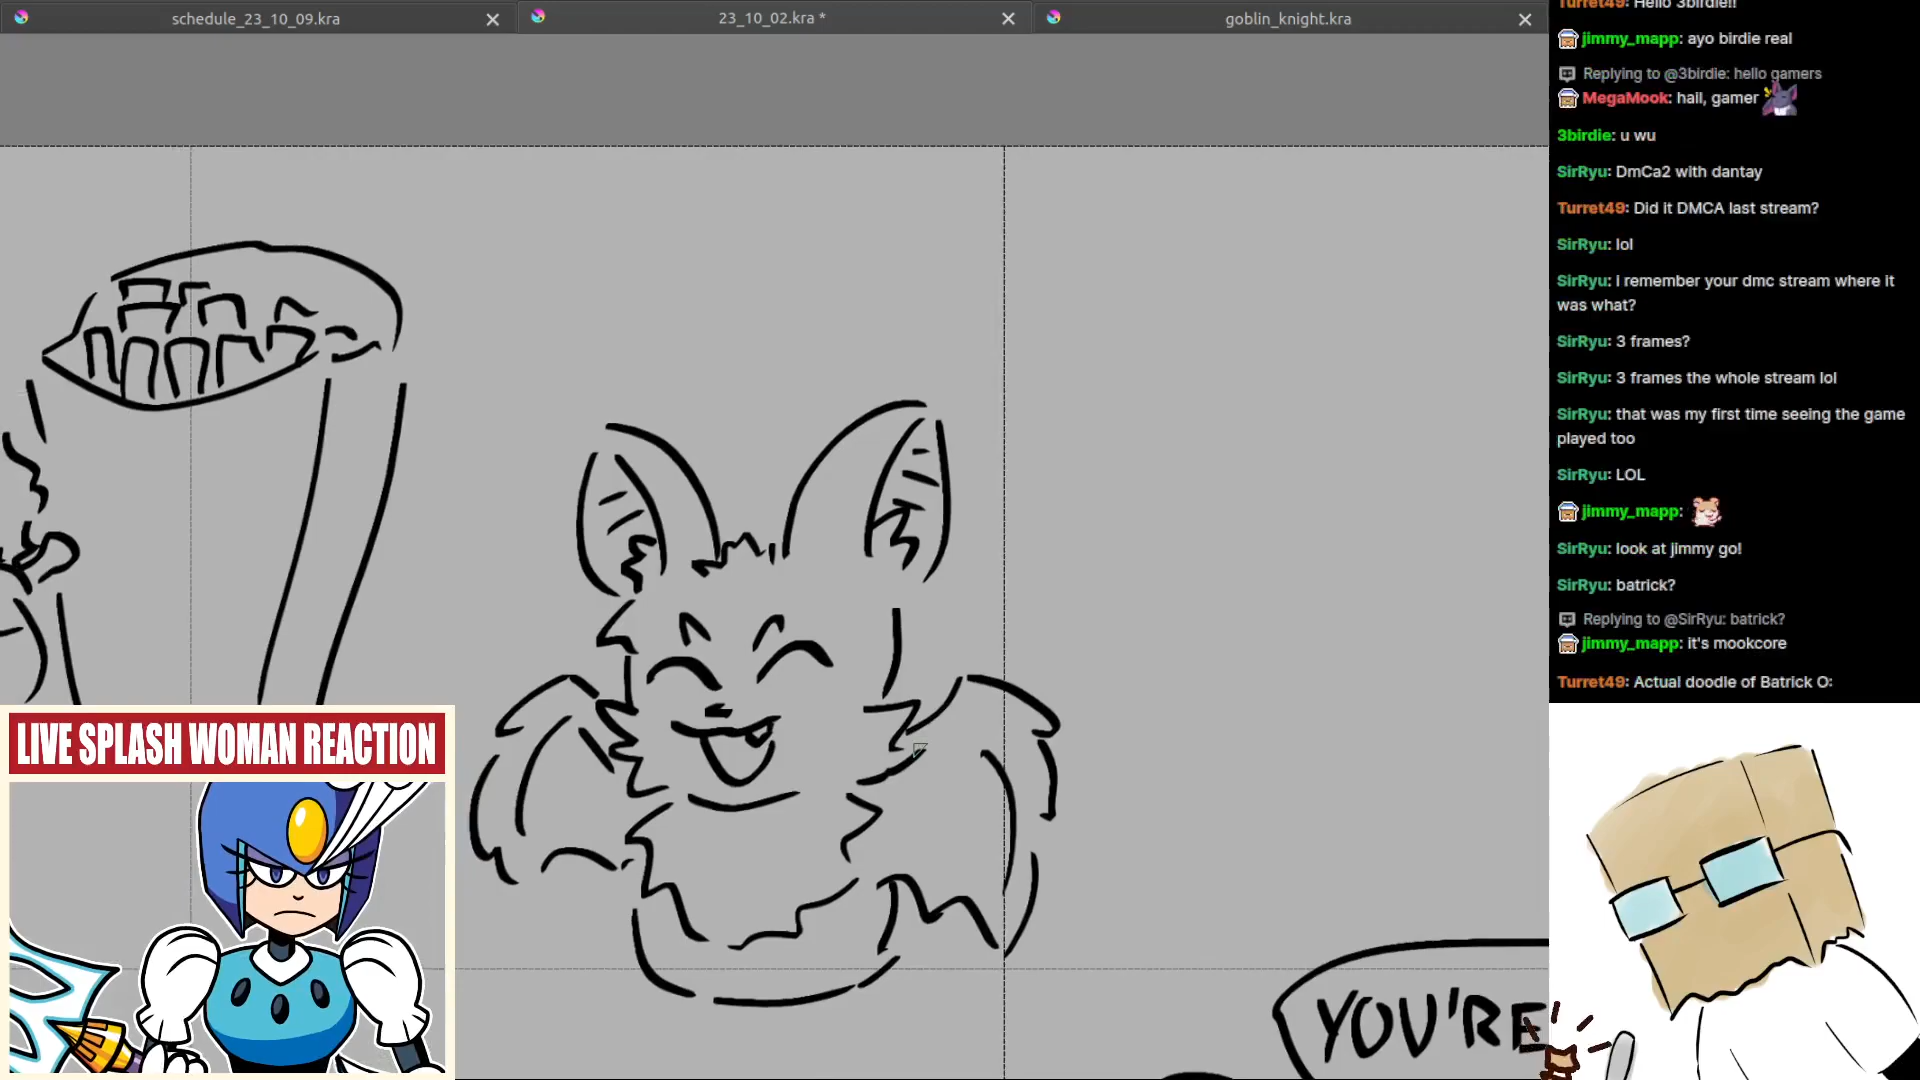 schedule_23_10_09.kra
23_10_02.kra *
goblin_knight.kra
Turret49: Hello 3birdie!!
jimmy_mapp: ayo birdie real
Replying to @3birdie: hello gamers
MegaMook: hail, gamer
3birdie: u wu
SirRyu: DmCa2 with dantay
Turret49: Did it DMCA last stream?
SirRyu: lol
SirRyu: i remember your dmc stream where it
was what?
SirRyu: 3 frames?
SirRyu: 3 frames the whole stream lol
SirRyu: that was my first time seeing the game
played too
SirRyu: LOL
jimmy_mapp:
SirRyu: look at jimmy go!
SirRyu: batrick?
Replying to @SirRyu: batrick?
jimmy_mapp: it's mookcore
Turret49: Actual doodle of Batrick O:
LIVE SPLASH WOMAN REACTION
YOU'RE